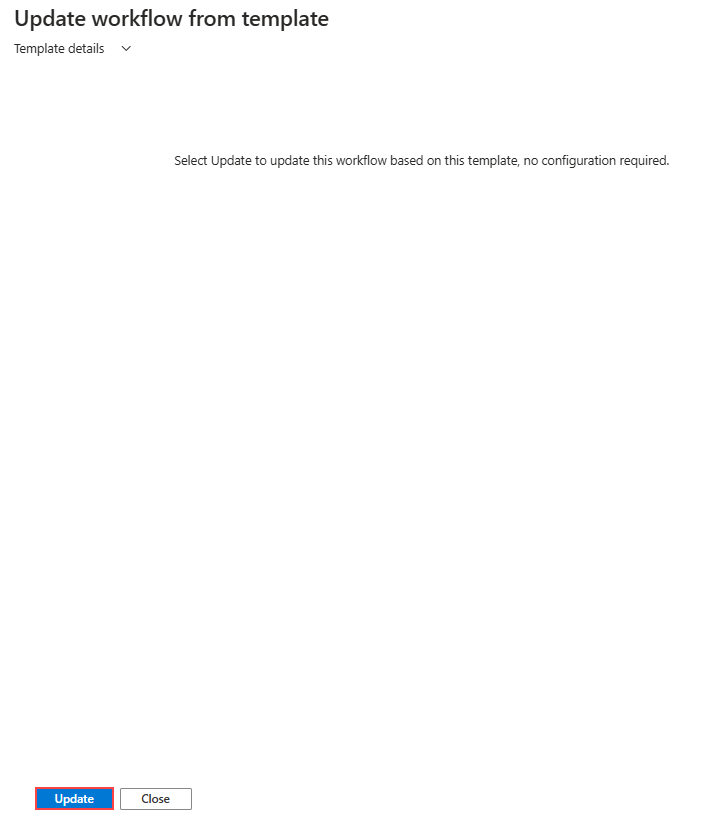 Update workflow from template
Template details
Select Update to update this workflow based on this template, no configuration required.
Update
Close